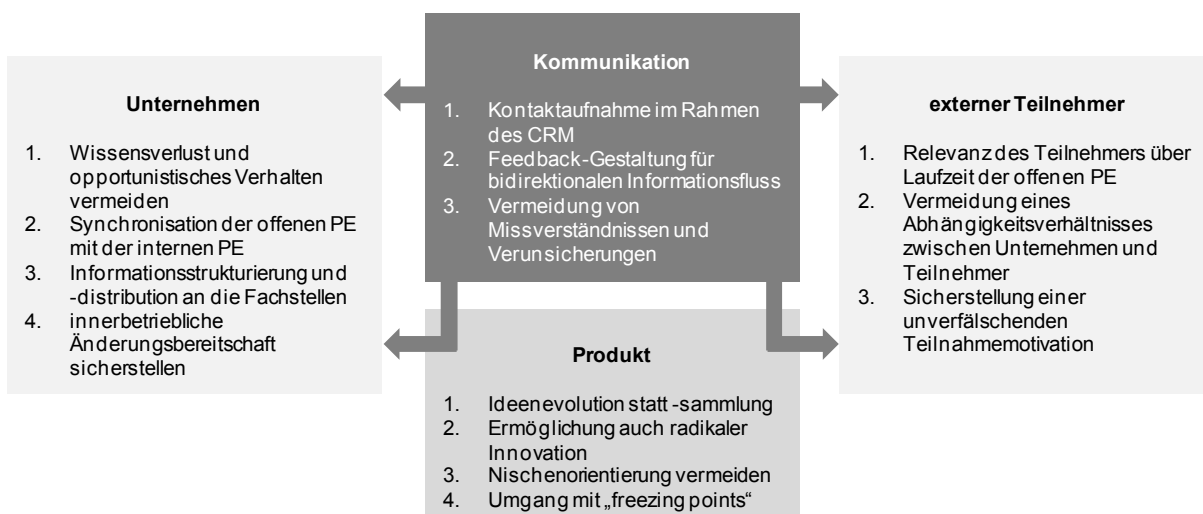 Unternehmen
1. Wissensverlust und
opportunistisches Verhalten
vermeiden
2. Synchronisation der offenen PE
mit der internen PE
3. Informationsstrukturierung und
-distribution an die Fachstellen
4. innerbetriebliche
Änderungsbereitschaft
sicherstellen
Kommunikation
1. Kontaktaufnahme im Rahmen
des CRM
2. Feedback-Gestaltung für
bidirektionalen Informationsfluss
3. Vermeidung von
Missverständnissen und
Verunsicherungen
externer Teilnehmer
1. Relevanz des Teilnehmers über
Laufzeit der offenen PE
2. Vermeidung eines
Abhängigkeitsverhältnisses
zwischen Unternehmen und
Teilnehmer
3. Sicherstellung einer
unverfälschenden
Teilnahmemotivation
Produkt
1. Ideenevolution statt -sammlung
2. Ermöglichung auch radikaler
Innovation
3. Nischenorientierung vermeiden
4. Umgang mit „freezing points“